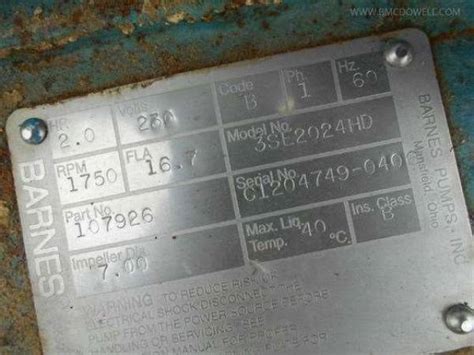 WWW.BMCDOWELL.COM
BARNES
BARNES PUMPS, INC.
Mansfield, Ohio
HP 2.0 Volts 230 Code B Ph. 1 Hz. 60
RPM 1750 FLA 16.7 Model No. 3SE2024HD
Part No. 107926 Serial No. C1204749-040
Impeller Dia. 7.00 Max. Liq. Temp. 40 °C. Ins. Class B
WARNING TO REDUCE RISK OF
ELECTRICAL SHOCK DISCONNECT THE
PUMP FROM THE BEFORE
HANDLING OR SERVICING. SEE
MANUAL FOR